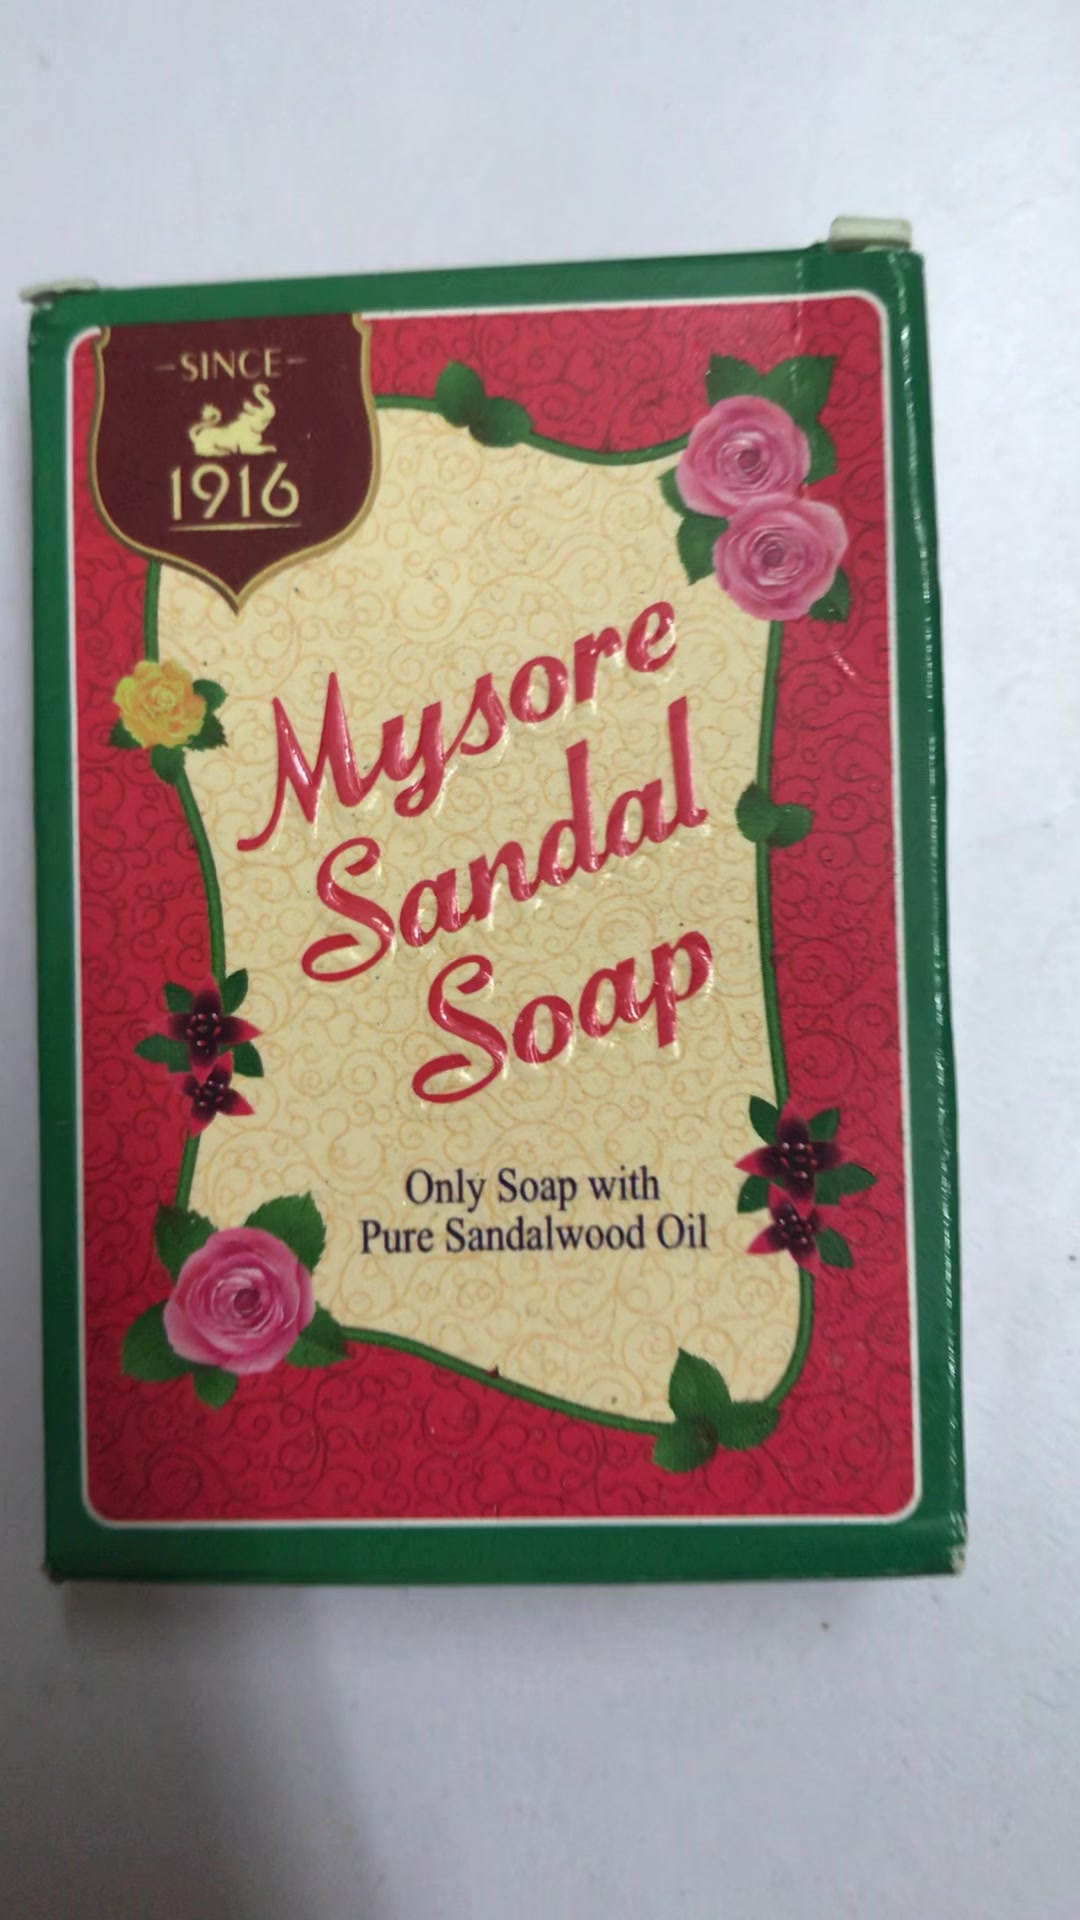 -SINCE-
1916
Mysore
Sandal
Soap
Only Soap with
Pure Sandalwood Oil